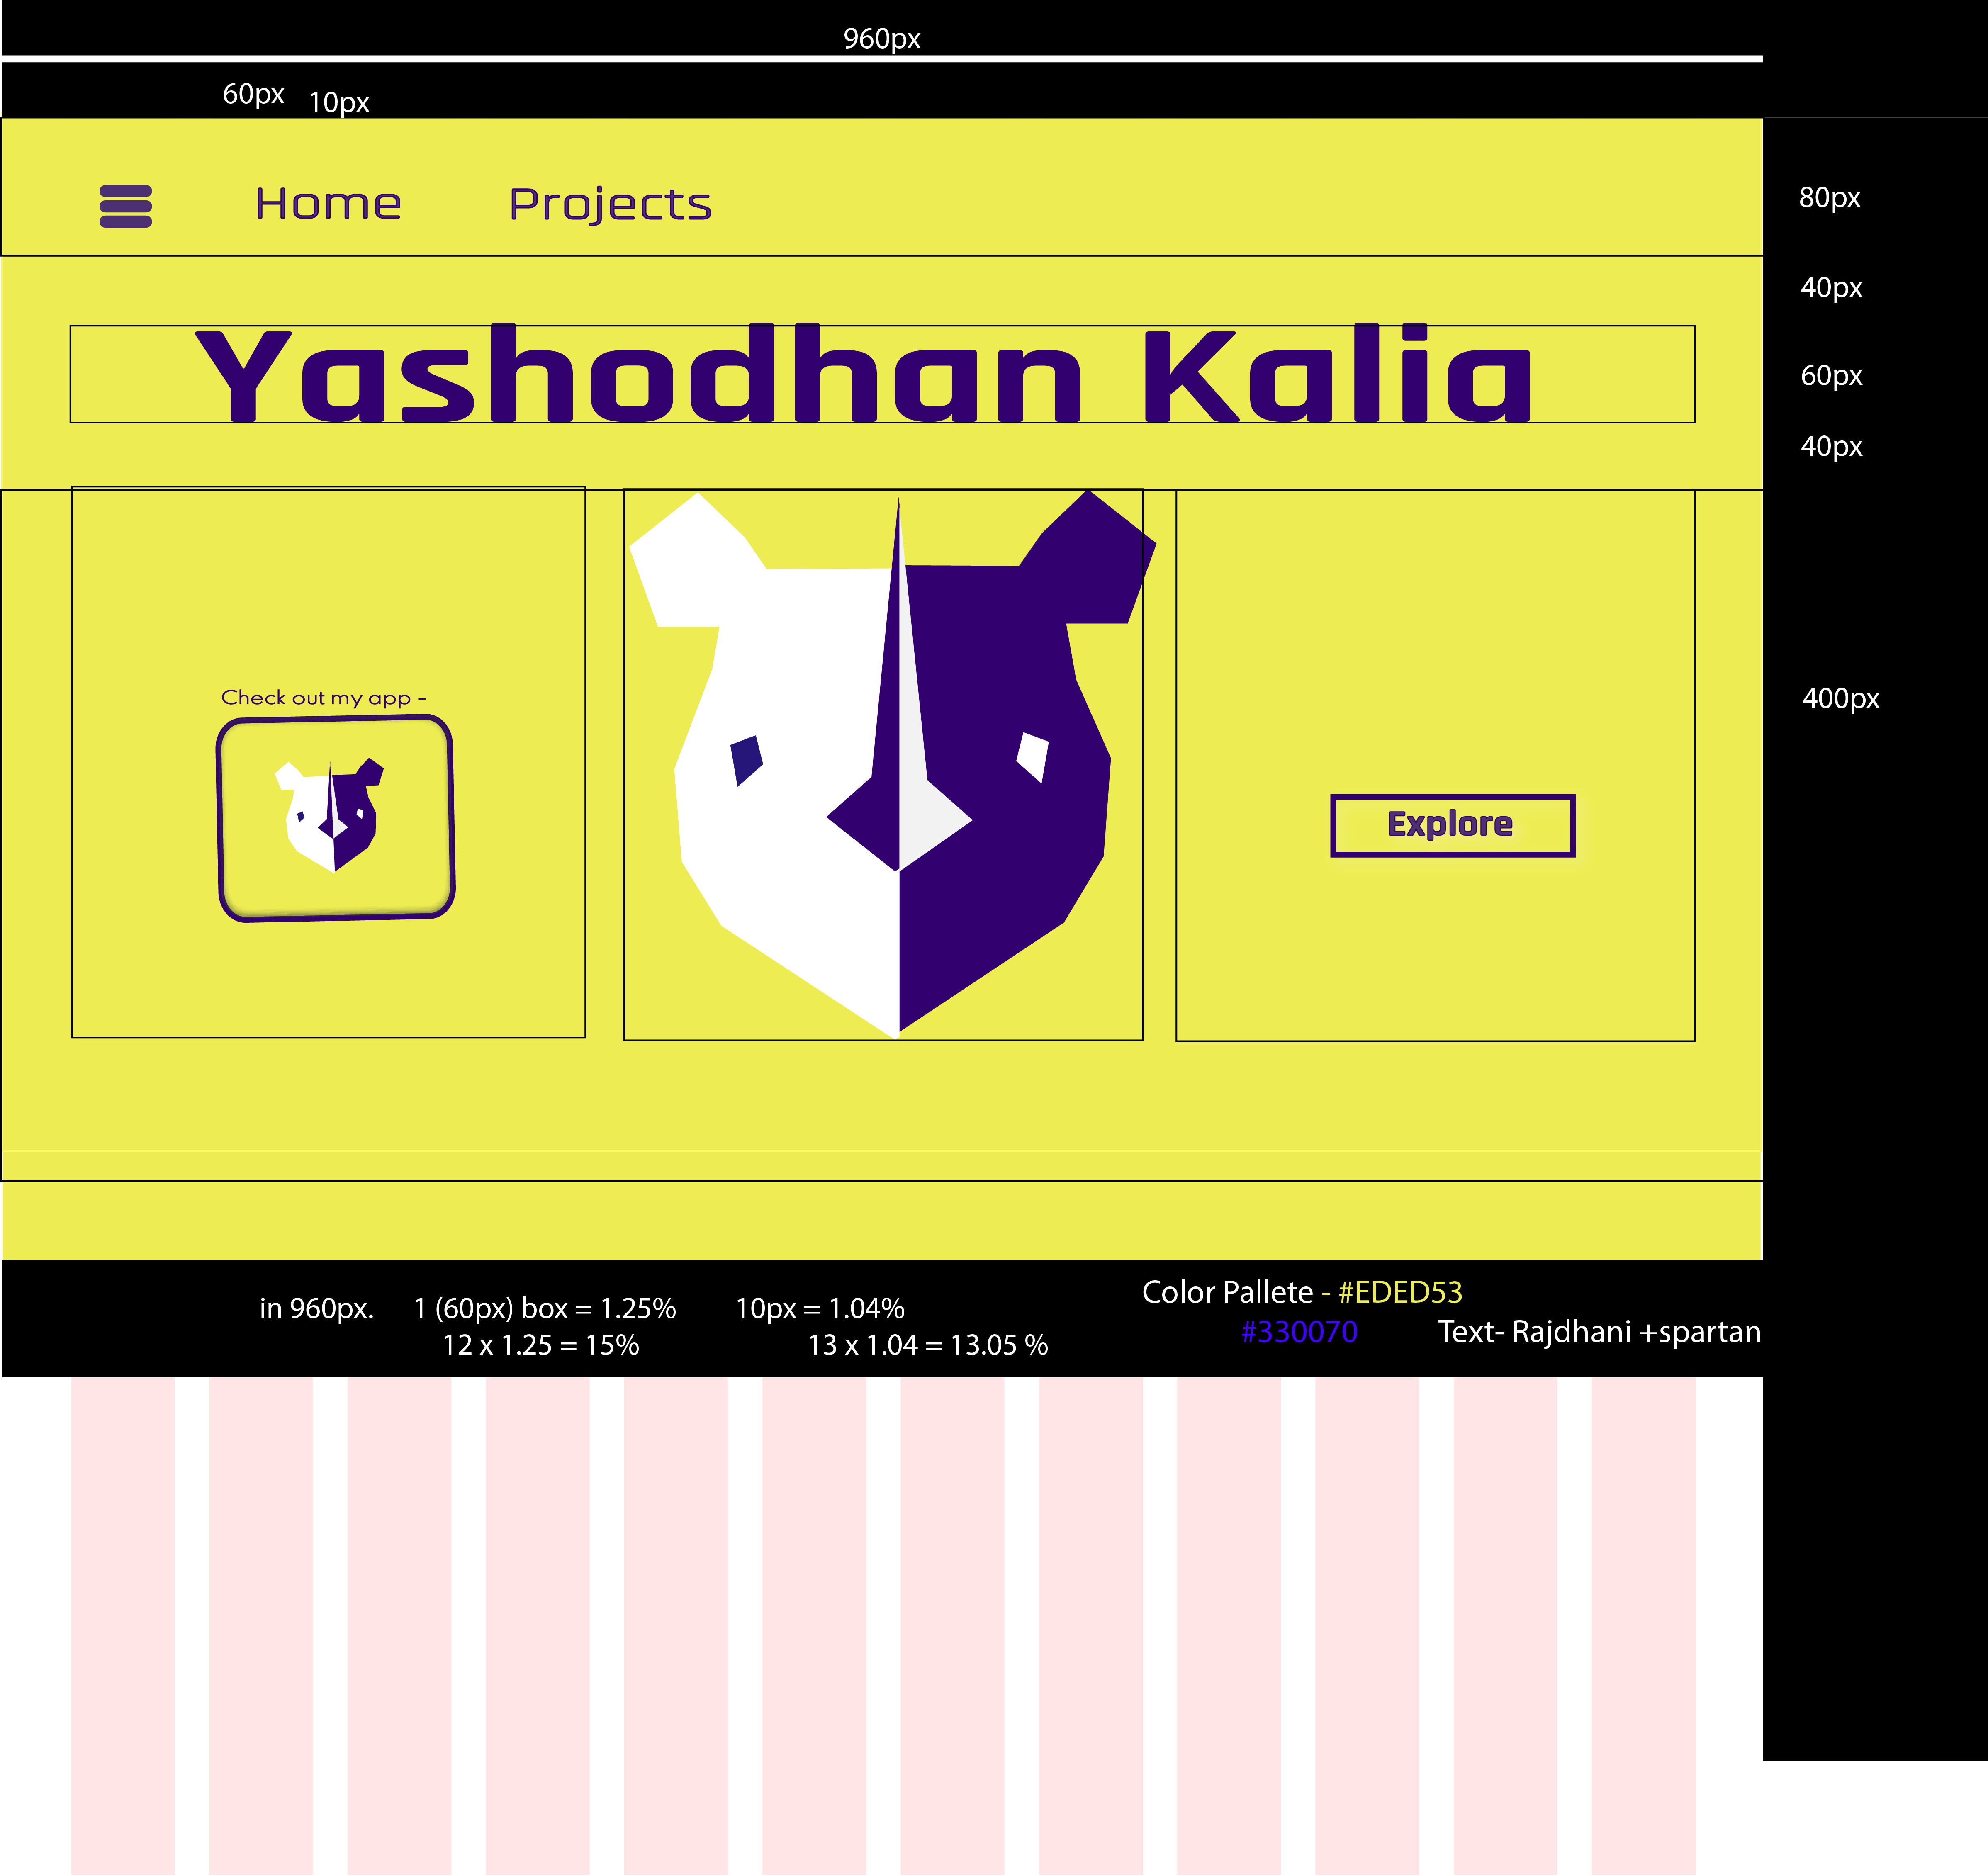 960px
60px 10px
Home Projects
80px
40px
Yashodhan Kalia
60px
40px
Check out my app -
400px
Explore
in 960px. 1 (60px) box = 1.25% 10px = 1.04%
12 x 1.25 = 15% 13 x 1.04 = 13.05 %
Color Pallete - #EDED53
#330070 Text- Rajdhani +spartan